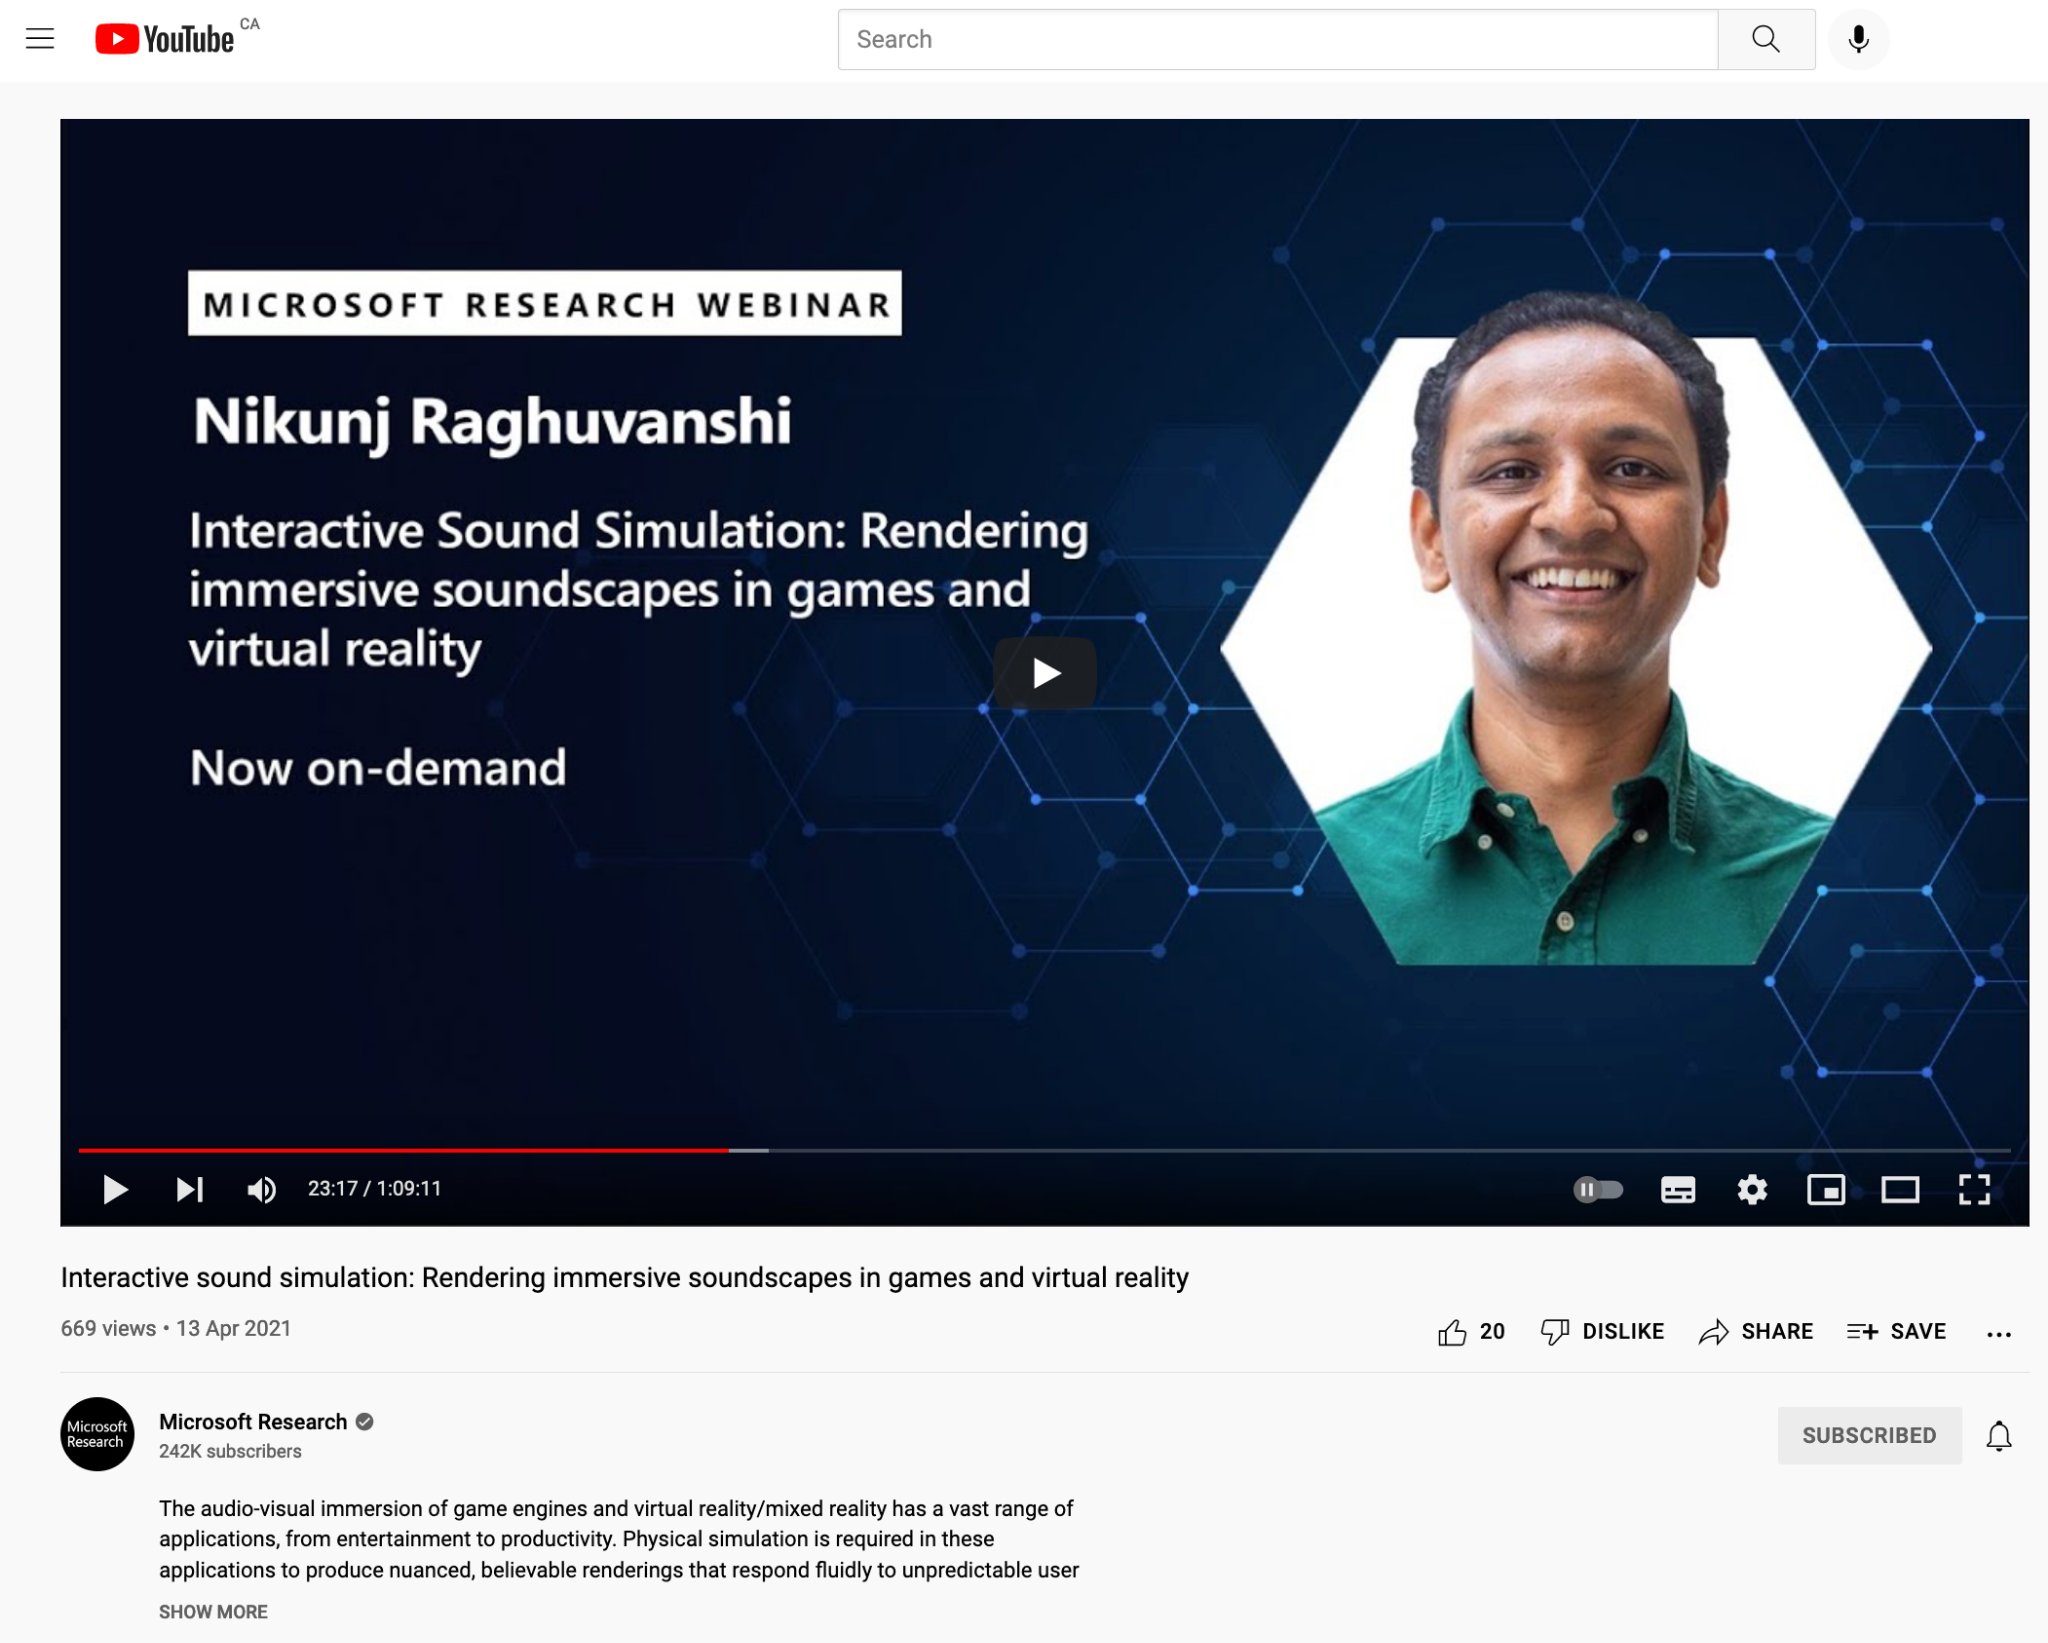 YouTube CA
Search
MICROSOFT RESEARCH WEBINAR
Nikunj Raghuvanshi
Interactive Sound Simulation: Rendering
immersive soundscapes in games and
virtual reality
Now on-demand
23:17 / 1:09:11
Interactive sound simulation: Rendering immersive soundscapes in games and virtual reality
669 views • 13 Apr 2021
20 DISLIKE SHARE SAVE
Microsoft
Research
Microsoft Research
242K subscribers
SUBSCRIBED
The audio-visual immersion of game engines and virtual reality/mixed reality has a vast range of
applications, from entertainment to productivity. Physical simulation is required in these
applications to produce nuanced, believable renderings that respond fluidly to unpredictable user
SHOW MORE